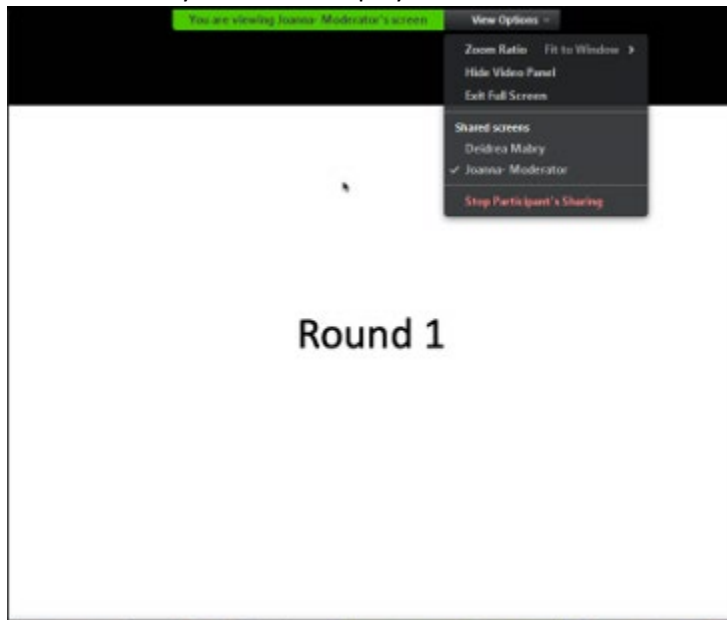 You are viewing Joanna- Moderator's screen View Options
Zoom Ratio Fit to Window >
Hide Video Panel
Exit Full Screen
Shared screens
Deidrea Mabry
✓ Joanna- Moderator
Stop Participant's Sharing
Round 1